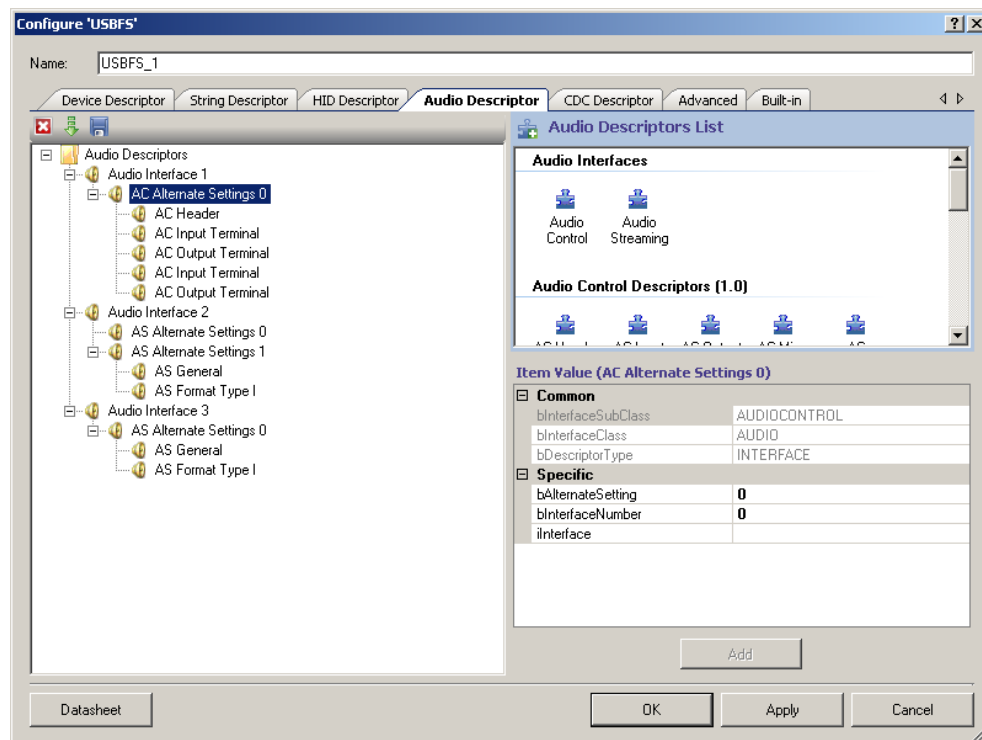 Configure 'USBFS'
Name: USBFS_1
Device Descriptor String Descriptor HID Descriptor Audio Descriptor CDC Descriptor Advanced Built-in
Audio Descriptors
Audio Interface 1
AC Alternate Settings 0
AC Header
AC Input Terminal
AC Output Terminal
AC Input Terminal
AC Output Terminal
Audio Interface 2
AS Alternate Settings 0
AS Alternate Settings 1
AS General
AS Format Type I
Audio Interface 3
AS Alternate Settings 0
AS General
AS Format Type I
Audio Descriptors List
Audio Interfaces
Audio Control
Audio Streaming
Audio Control Descriptors (1.0)
Item Value (AC Alternate Settings 0)
Common
bInterfaceSubClass AUDIOCONTROL
bInterfaceClass AUDIO
bDescriptorType INTERFACE
Specific
bAlternateSetting 0
bInterfaceNumber 0
iInterface
Add
Datasheet OK Apply Cancel